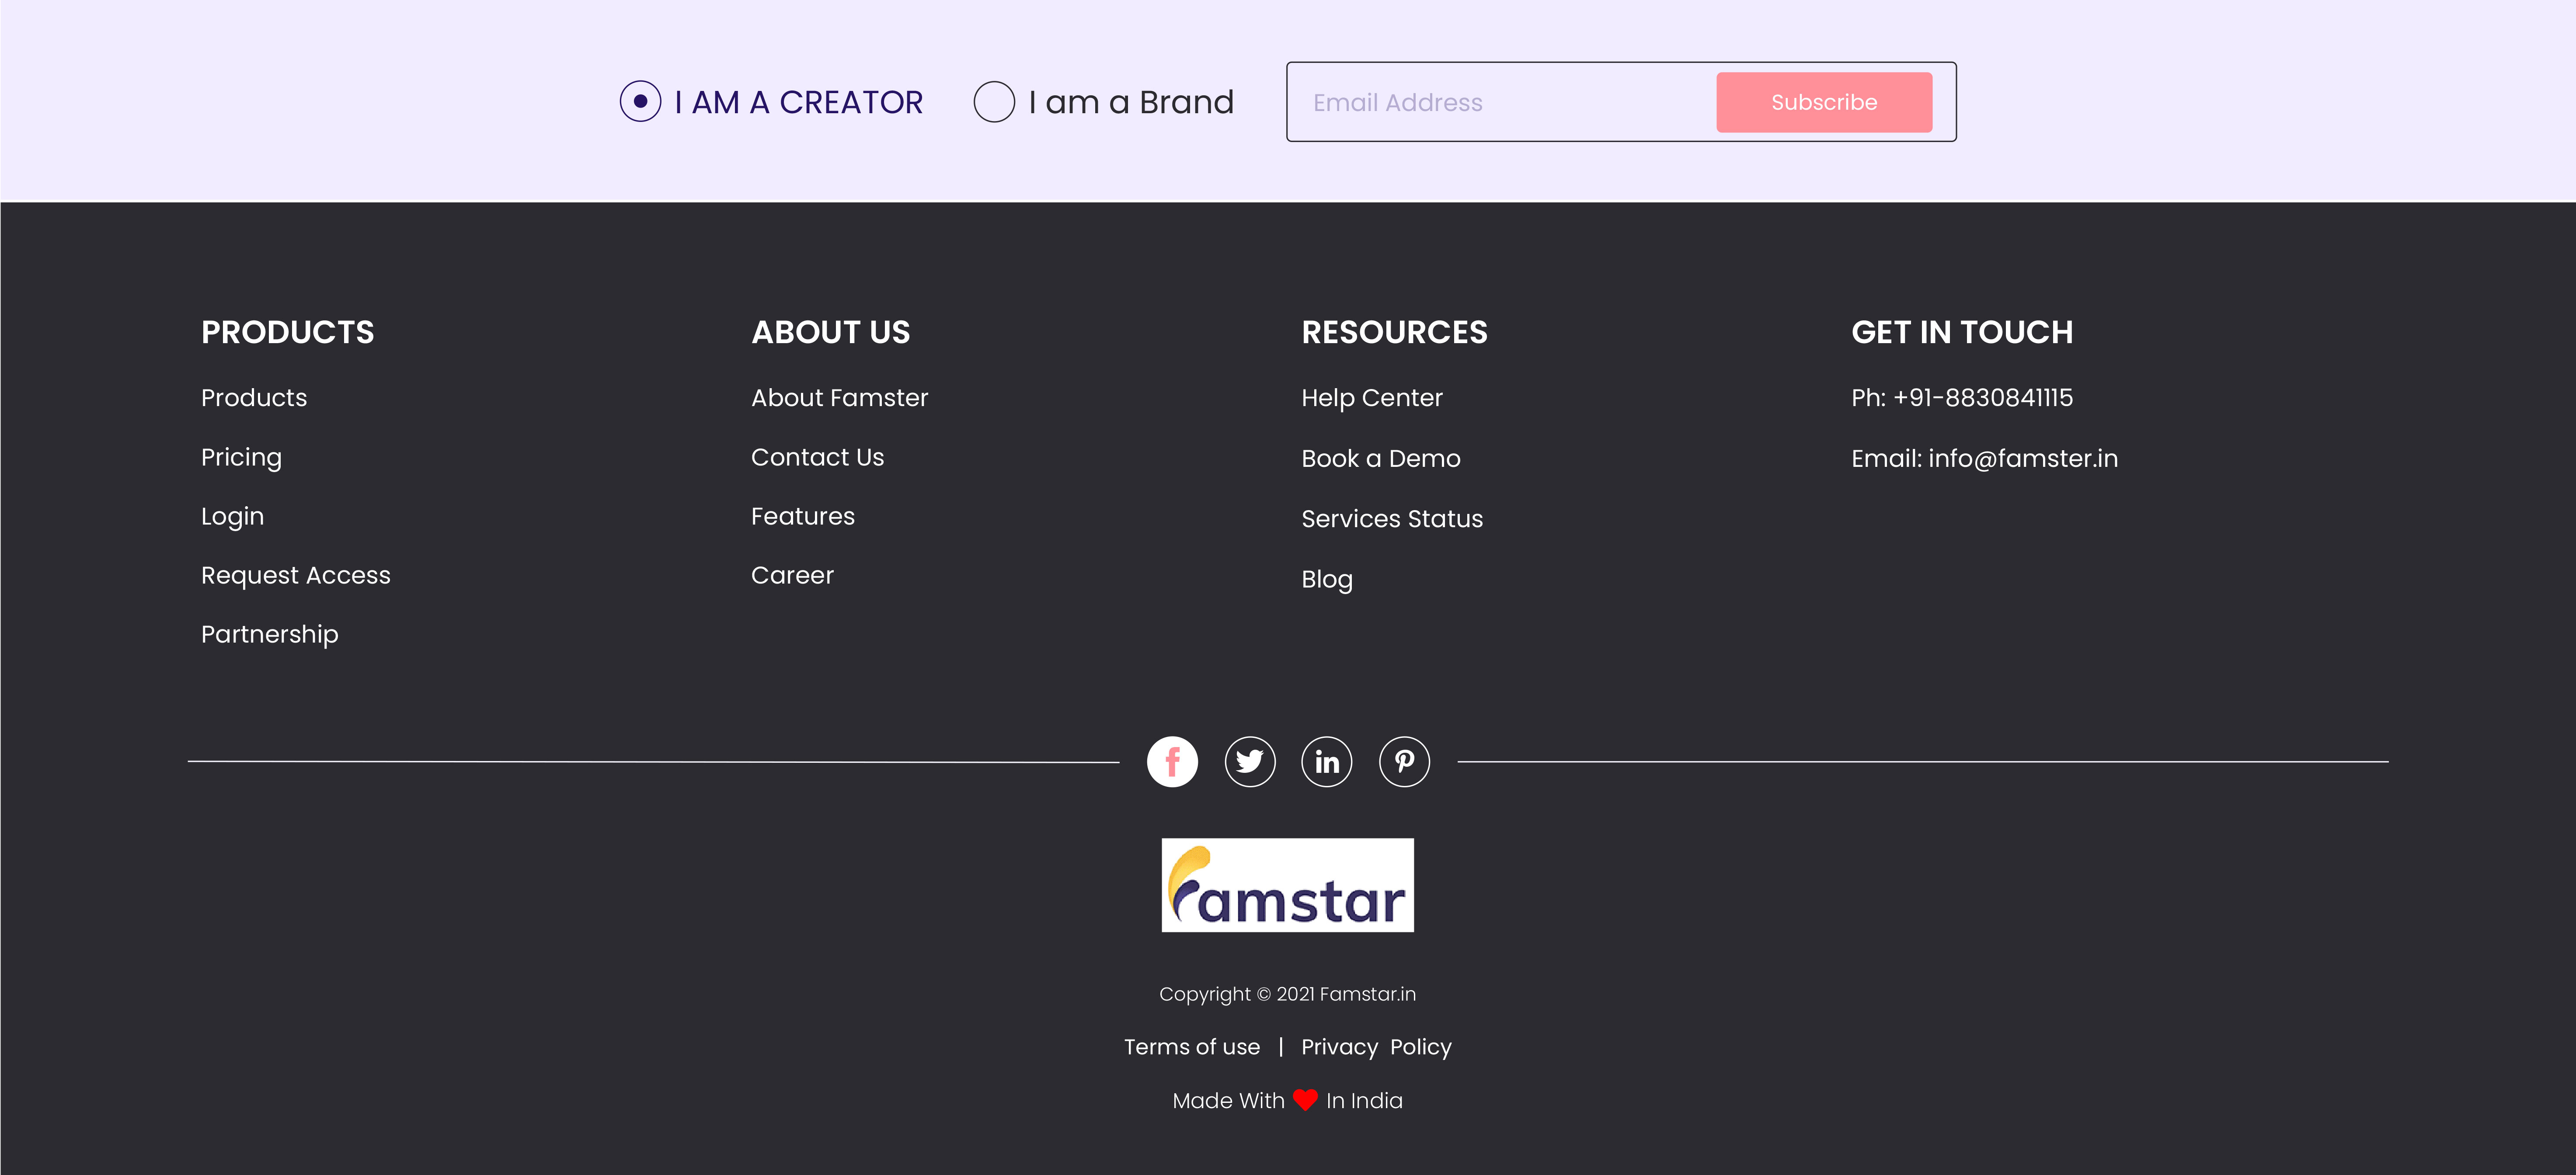 I AM A CREATOR
I am a Brand
Email Address
Subscribe
PRODUCTS
Products
Pricing
Login
Request Access
Partnership
ABOUT US
About Famster
Contact Us
Features
Career
RESOURCES
Help Center
Book a Demo
Services Status
Blog
GET IN TOUCH
Ph: +91-8830841115
Email: info@famster.in
famstar
Copyright © 2021 Famstar.in
Terms of use | Privacy Policy
Made With ❤ In India